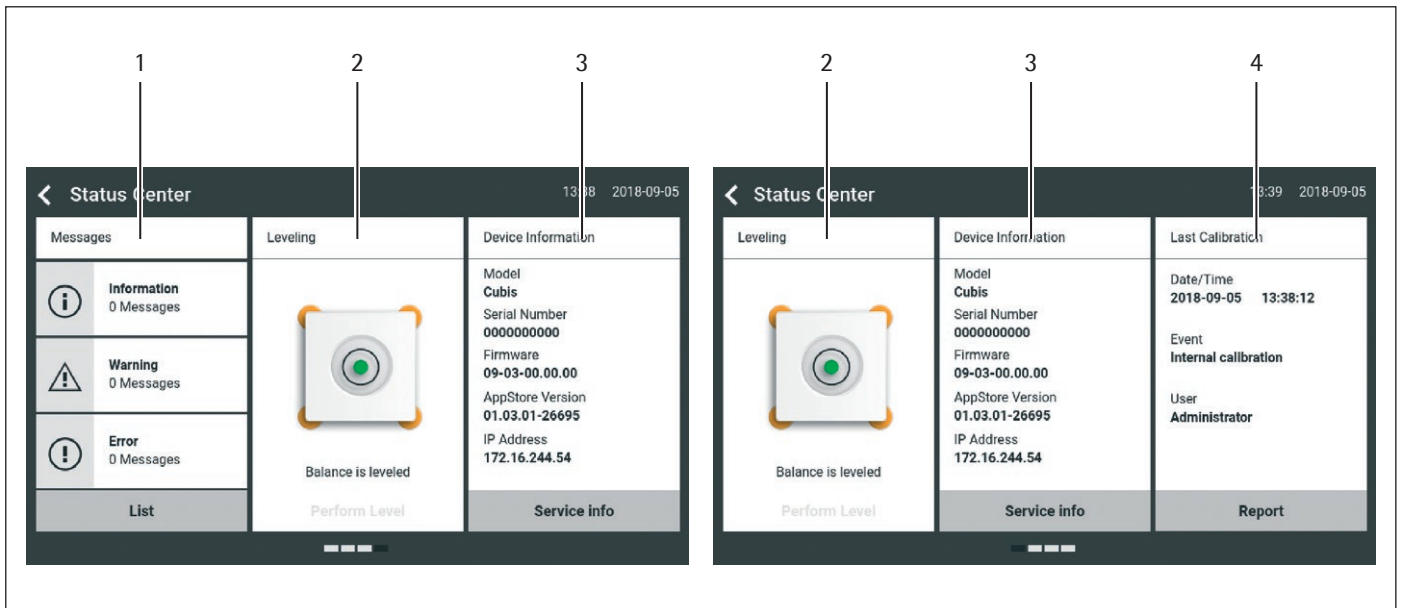 1
2
3
2
3
4
Status Center
13:38 2018-09-05
Messages
Information
0 Messages
Warning
0 Messages
Error
0 Messages
List
Leveling
Balance is leveled
Perform Level
Device Information
Model
Cubis
Serial Number
0000000000
Firmware
09-03-00.00.00
AppStore Version
01.03.01-26695
IP Address
172.16.244.54
Service info
Status Center
13:39 2018-09-05
Leveling
Balance is leveled
Perform Level
Device Information
Model
Cubis
Serial Number
0000000000
Firmware
09-03-00.00.00
AppStore Version
01.03.01-26695
IP Address
172.16.244.54
Service info
Last Calibration
Date/Time
2018-09-05 13:38:12
Event
Internal calibration
User
Administrator
Report